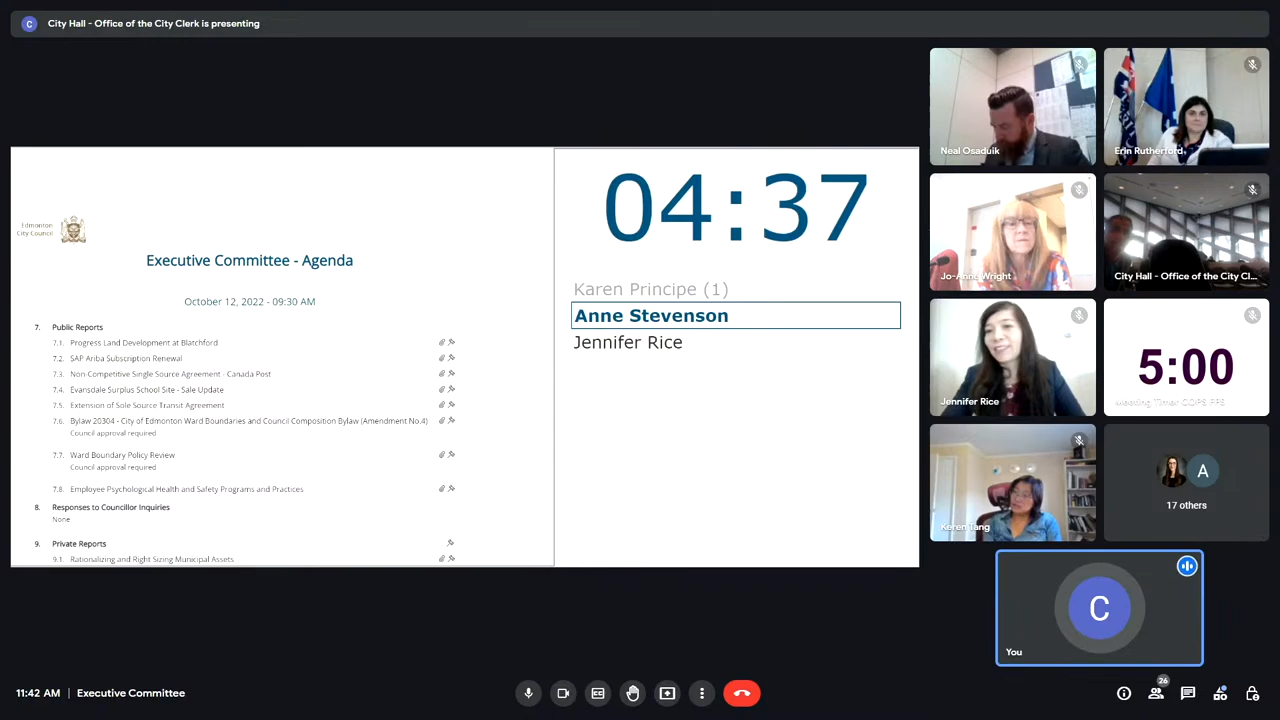 C City Hall - Office of the City Clerk is presenting
Edmonton
City Council
Executive Committee - Agenda
October 12, 2022 - 09:30 AM
7. Public Reports
7.1. Progress Land Development at Blatchford
7.2. SAP Ariba Subscription Renewal
7.3. Non-Competitive Single Source Agreement - Canada Post
7.4. Evansdale Surplus School Site - Sale Update
7.5. Extension of Sole Source Transit Agreement
7.6. Bylaw 20304 - City of Edmonton Ward Boundaries and Council Composition Bylaw (Amendment No.4)
Council approval required
7.7. Ward Boundary Policy Review
Council approval required
7.8. Employee Psychological Health and Safety Programs and Practices
8. Responses to Councillor Inquiries
None
9. Private Reports
9.1. Rationalizing and Right Sizing Municipal Assets
04:37
Karen Principe (1)
Anne Stevenson
Jennifer Rice
Neal Osaduik
Erin Rutherford
Jo-Anne Wright
City Hall - Office of the City Cl...
Jennifer Rice
5:00
Meeting Timer COPS FFS
Keren Tang
A
17 others
C
You
11:42 AM | Executive Committee
26